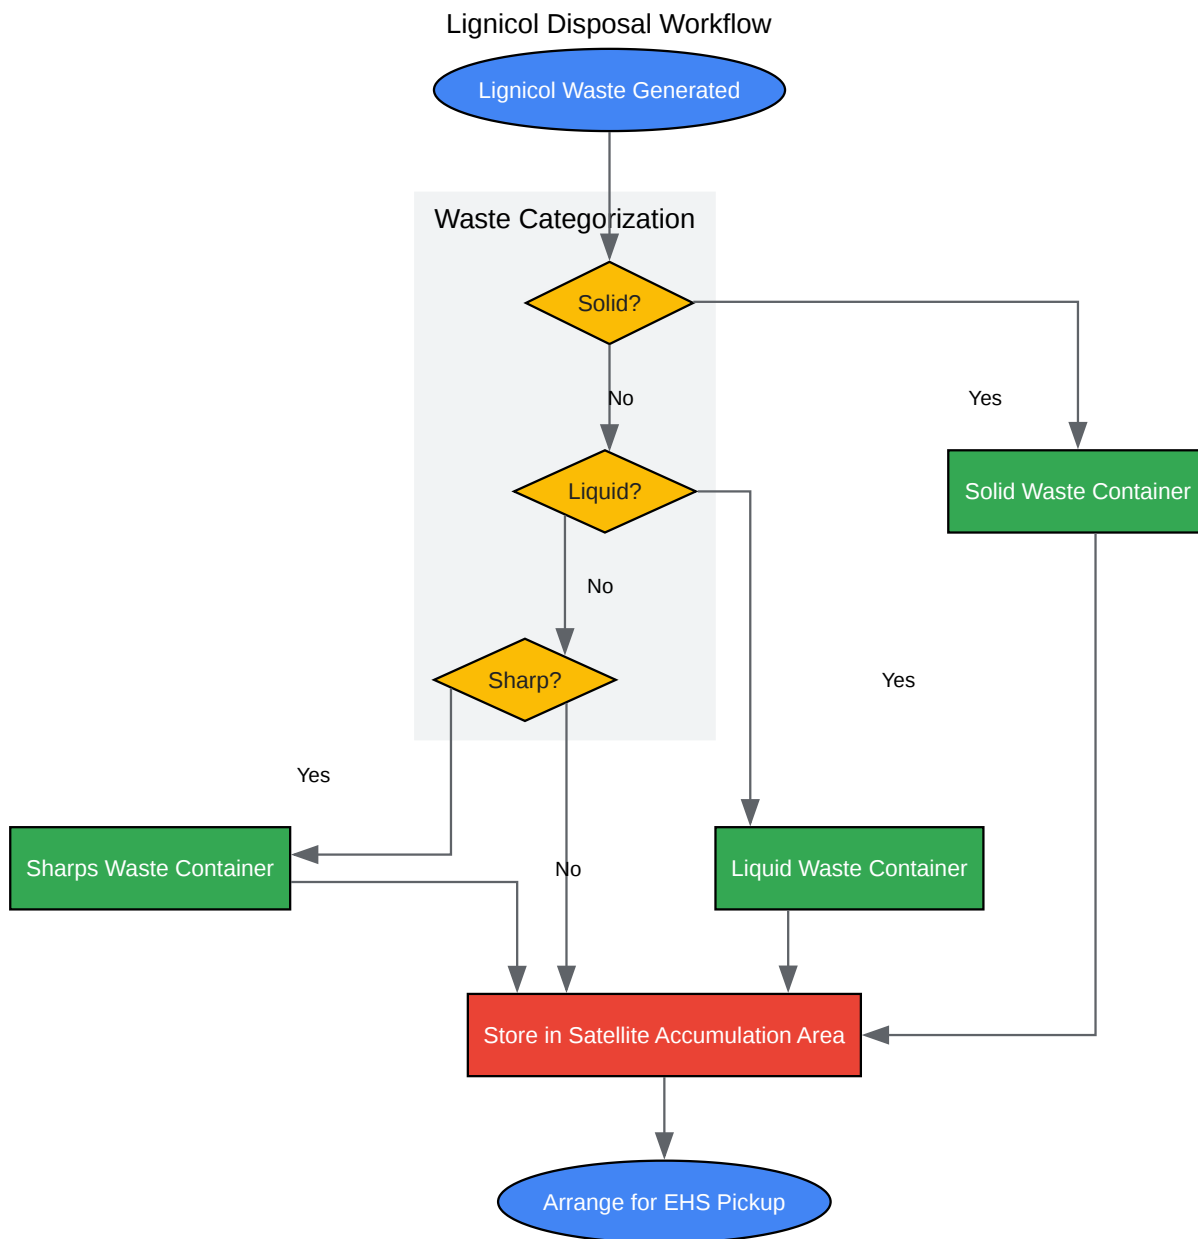 Lignicol Disposal Workflow
Lignicol Waste Generated
Waste Categorization
Solid?
No
Yes
Liquid?
Solid Waste Container
No
Sharp?
Yes
Yes
Sharps Waste Container
No
Liquid Waste Container
Store in Satellite Accumulation Area
Arrange for EHS Pickup